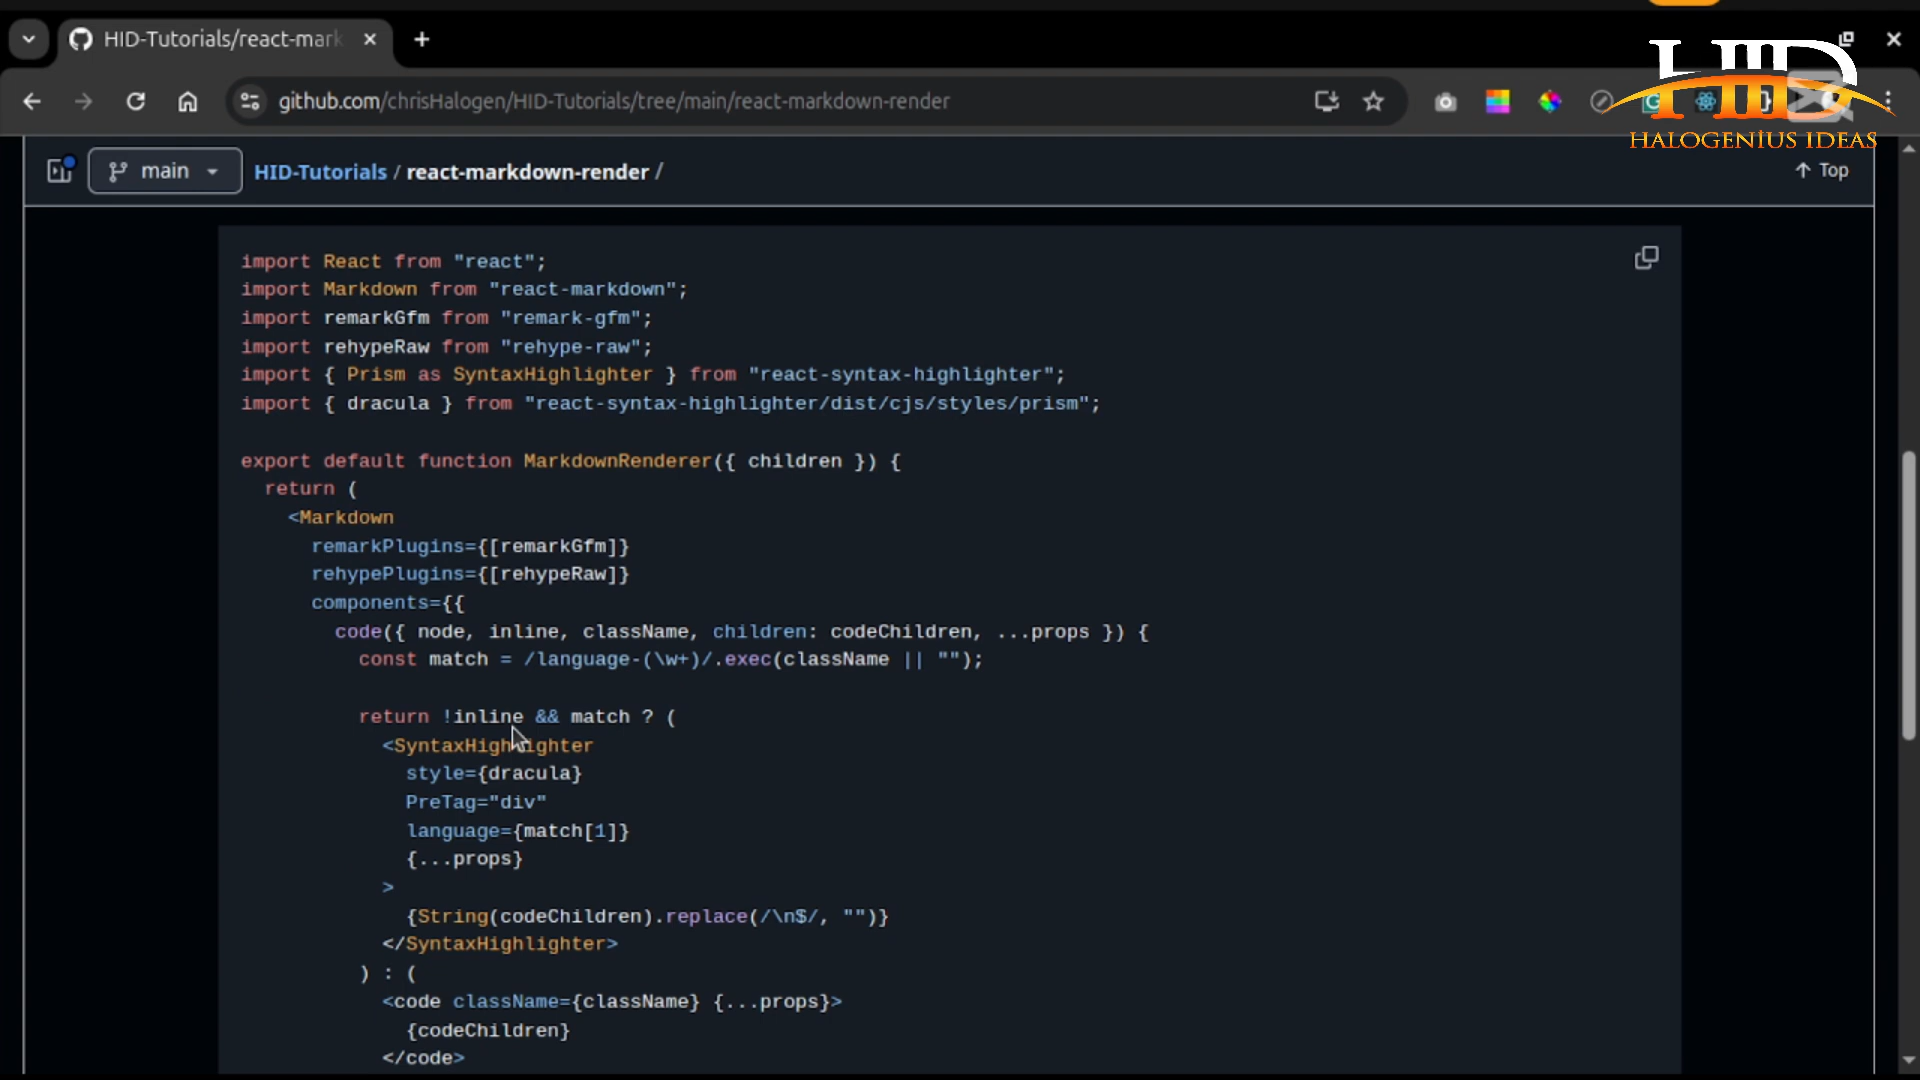 HID-Tutorials/react-mark
github.com/chrisHalogen/HID-Tutorials/tree/main/react-markdown-render
HID
HALOGENIUS IDEAS
main
HID-Tutorials / react-markdown-render /
Top
import React from "react";
import Markdown from "react-markdown";
import remarkGfm from "remark-gfm";
import rehypeRaw from "rehype-raw";
import { Prism as SyntaxHighlighter } from "react-syntax-highlighter";
import { dracula } from "react-syntax-highlighter/dist/cjs/styles/prism";
export default function MarkdownRenderer({ children }) {
return (
<Markdown
remarkPlugins={[remarkGfm]}
rehypePlugins={[rehypeRaw]}
components={{
code({ node, inline, className, children: codeChildren, ...props }) {
const match = /language-(\w+)/.exec(className || "");
return !inline && match ? (
<SyntaxHighlighter
style={dracula}
PreTag="div"
language={match[1]}
{...props}
>
{String(codeChildren).replace(/\n$/, "")}
</SyntaxHighlighter>
) : (
<code className={className} {...props}>
{codeChildren}
</code>